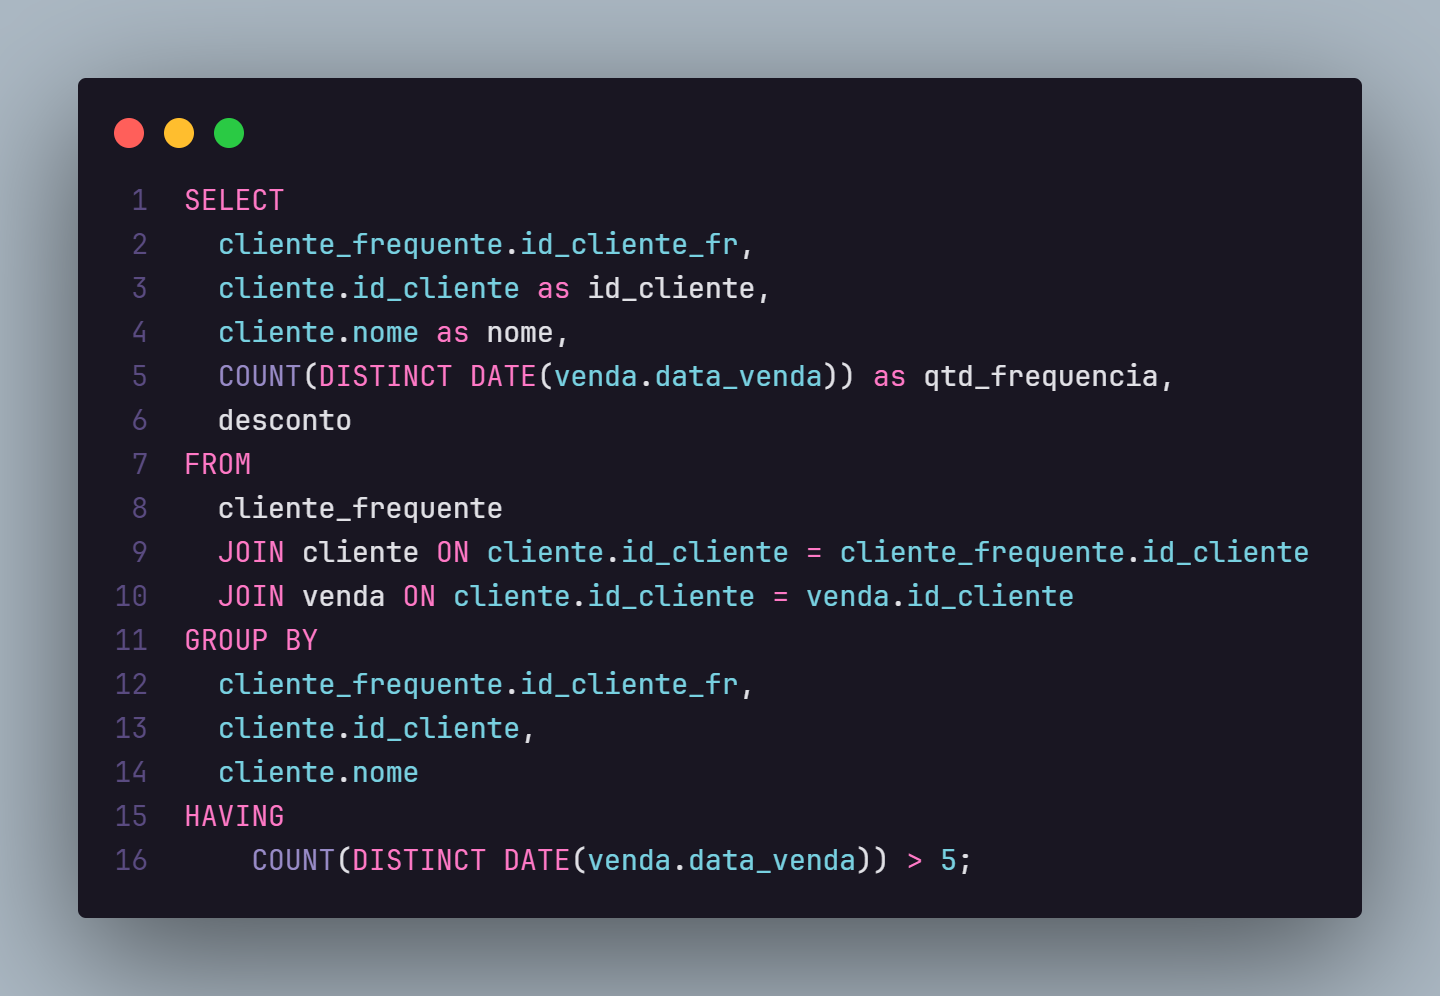 1 SELECT
2 cliente_frequente.id_cliente_fr,
3 cliente.id_cliente as id_cliente,
4 cliente.nome as nome,
5 COUNT(DISTINCT DATE(venda.data_venda)) as qtd_frequencia,
6 desconto
7 FROM
8 cliente_frequente
9 JOIN cliente ON cliente.id_cliente = cliente_frequente.id_cliente
10 JOIN venda ON cliente.id_cliente = venda.id_cliente
11 GROUP BY
12 cliente_frequente.id_cliente_fr,
13 cliente.id_cliente,
14 cliente.nome
15 HAVING
16 COUNT(DISTINCT DATE(venda.data_venda)) > 5;